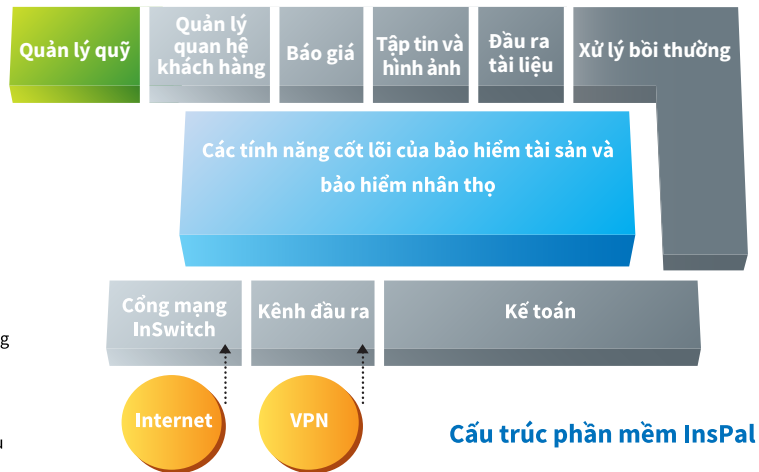 Quản lý quỹ
Quản lý
quan hệ
khách hàng
Báo giá
Tập tin và
hình ảnh
Đầu ra
tài liệu
Xử lý bồi thường
Các tính năng cốt lõi của bảo hiểm tài sản và
bảo hiểm nhân thọ
Cổng mạng
InSwitch
Kênh đầu ra
Kế toán
Internet
VPN
Cấu trúc phần mềm InsPal